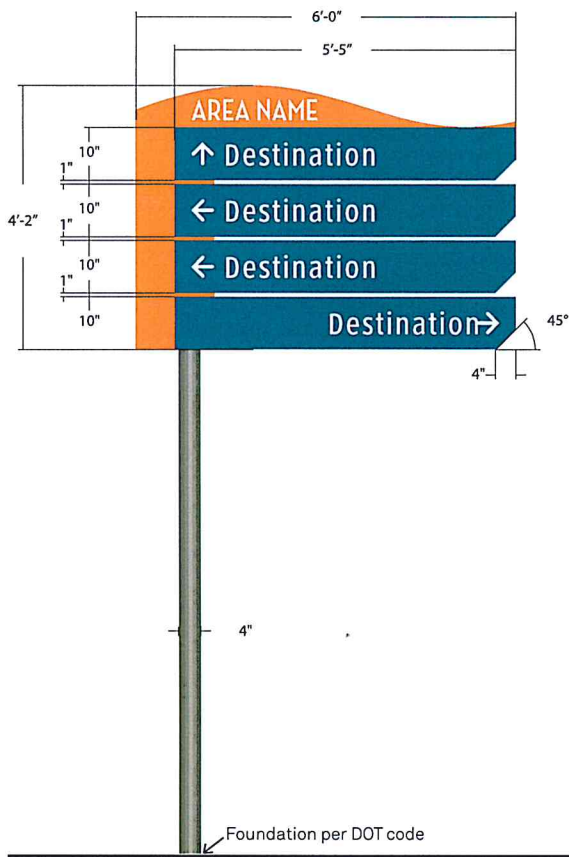 6'-0"
5'-5"
AREA NAME
10"
↑ Destination
1"
4'-2"
10"
← Destination
1"
10"
← Destination
1"
10"
Destination→
45°
4"
4"
Foundation per DOT code